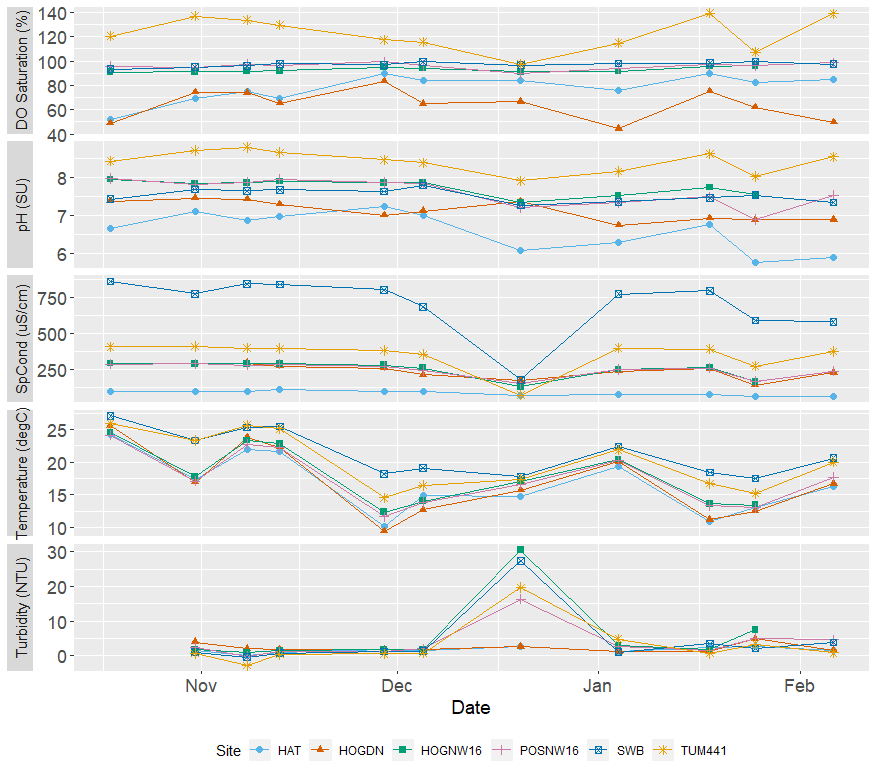 DO Saturation (%)
140
120
100
80
60
40
pH (SU)
8
7
6
SpCond (uS/cm)
750
500
250
Temperature (degC)
25
20
15
10
Turbidity (NTU)
30
20
10
0
Nov Dec Jan Feb
Date
Site HAT HOGDN HOGNW16 POSNW16 SWB TUM441